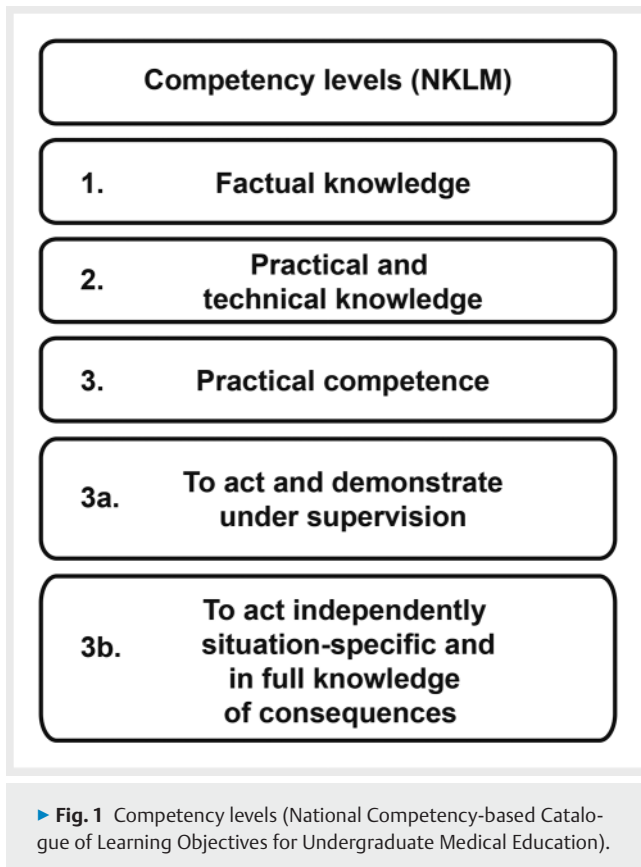 Competency levels (NKLM)
1. Factual knowledge
2. Practical and
technical knowledge
3. Practical competence
3a. To act and demonstrate
under supervision
3b. To act independently
situation-specific and
in full knowledge
of consequences
▶ Fig. 1 Competency levels (National Competency-based Catalo-
gue of Learning Objectives for Undergraduate Medical Education).